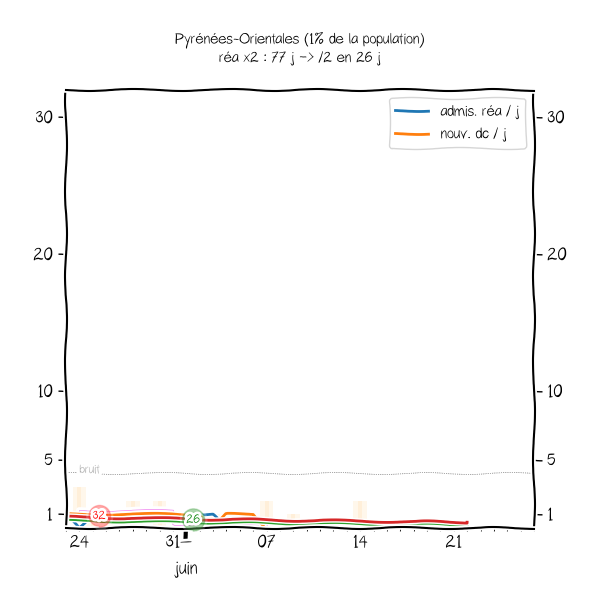 Pyrénées-Orientales (1% de la population)
réa x2 : 77 j -> /2 en 26 j
admis. réa / j
nouv. dc / j
30
30
20
20
10
10
5
5
bruit
1
1
32
26
24
31
07
14
21
juin